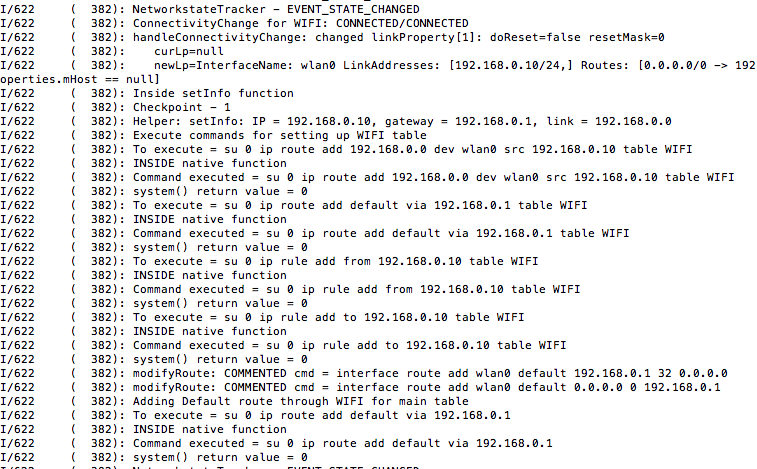 I/622 ( 382): NetworkstateTracker - EVENT_STATE_CHANGED
I/622 ( 382): ConnectivityChange for WIFI: CONNECTED/CONNECTED
I/622 ( 382): handleConnectivityChange: changed linkProperty[1]: doReset=false resetMask=0
I/622 ( 382):    curLp=null
I/622 ( 382):    newLp=InterfaceName: wlan0 LinkAddresses: [192.168.0.10/24,] Routes: [0.0.0.0/0 -> 192
operties.mHost == null]
I/622 ( 382): Inside setInfo function
I/622 ( 382): Checkpoint - 1
I/622 ( 382): Helper: setInfo: IP = 192.168.0.10, gateway = 192.168.0.1, link = 192.168.0.0
I/622 ( 382): Execute commands for setting up WIFI table
I/622 ( 382): To execute = su 0 ip route add 192.168.0.0 dev wlan0 src 192.168.0.10 table WIFI
I/622 ( 382): INSIDE native function
I/622 ( 382): Command executed = su 0 ip route add 192.168.0.0 dev wlan0 src 192.168.0.10 table WIFI
I/622 ( 382): system() return value = 0
I/622 ( 382): To execute = su 0 ip route add default via 192.168.0.1 table WIFI
I/622 ( 382): INSIDE native function
I/622 ( 382): Command executed = su 0 ip route add default via 192.168.0.1 table WIFI
I/622 ( 382): system() return value = 0
I/622 ( 382): To execute = su 0 ip rule add from 192.168.0.10 table WIFI
I/622 ( 382): INSIDE native function
I/622 ( 382): Command executed = su 0 ip rule add from 192.168.0.10 table WIFI
I/622 ( 382): system() return value = 0
I/622 ( 382): To execute = su 0 ip rule add to 192.168.0.10 table WIFI
I/622 ( 382): INSIDE native function
I/622 ( 382): Command executed = su 0 ip rule add to 192.168.0.10 table WIFI
I/622 ( 382): system() return value = 0
I/622 ( 382): modifyRoute: COMMENTED cmd = interface route add wlan0 default 192.168.0.1 32 0.0.0.0
I/622 ( 382): modifyRoute: COMMENTED cmd = interface route add wlan0 default 0.0.0.0 0 192.168.0.1
I/622 ( 382): Adding Default route through WIFI for main table
I/622 ( 382): To execute = su 0 ip route add default via 192.168.0.1
I/622 ( 382): INSIDE native function
I/622 ( 382): Command executed = su 0 ip route add default via 192.168.0.1
I/622 ( 382): system() return value = 0